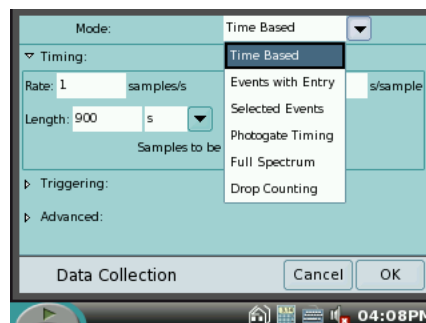 Mode: Time Based
Time Based
Timing:
Events with Entry
Rate: 1 samples/s s/sample
Selected Events
Length: 900 s
Photogate Timing
Samples to be
Full Spectrum
Triggering:
Drop Counting
Advanced:
Data Collection Cancel OK
04:08PM